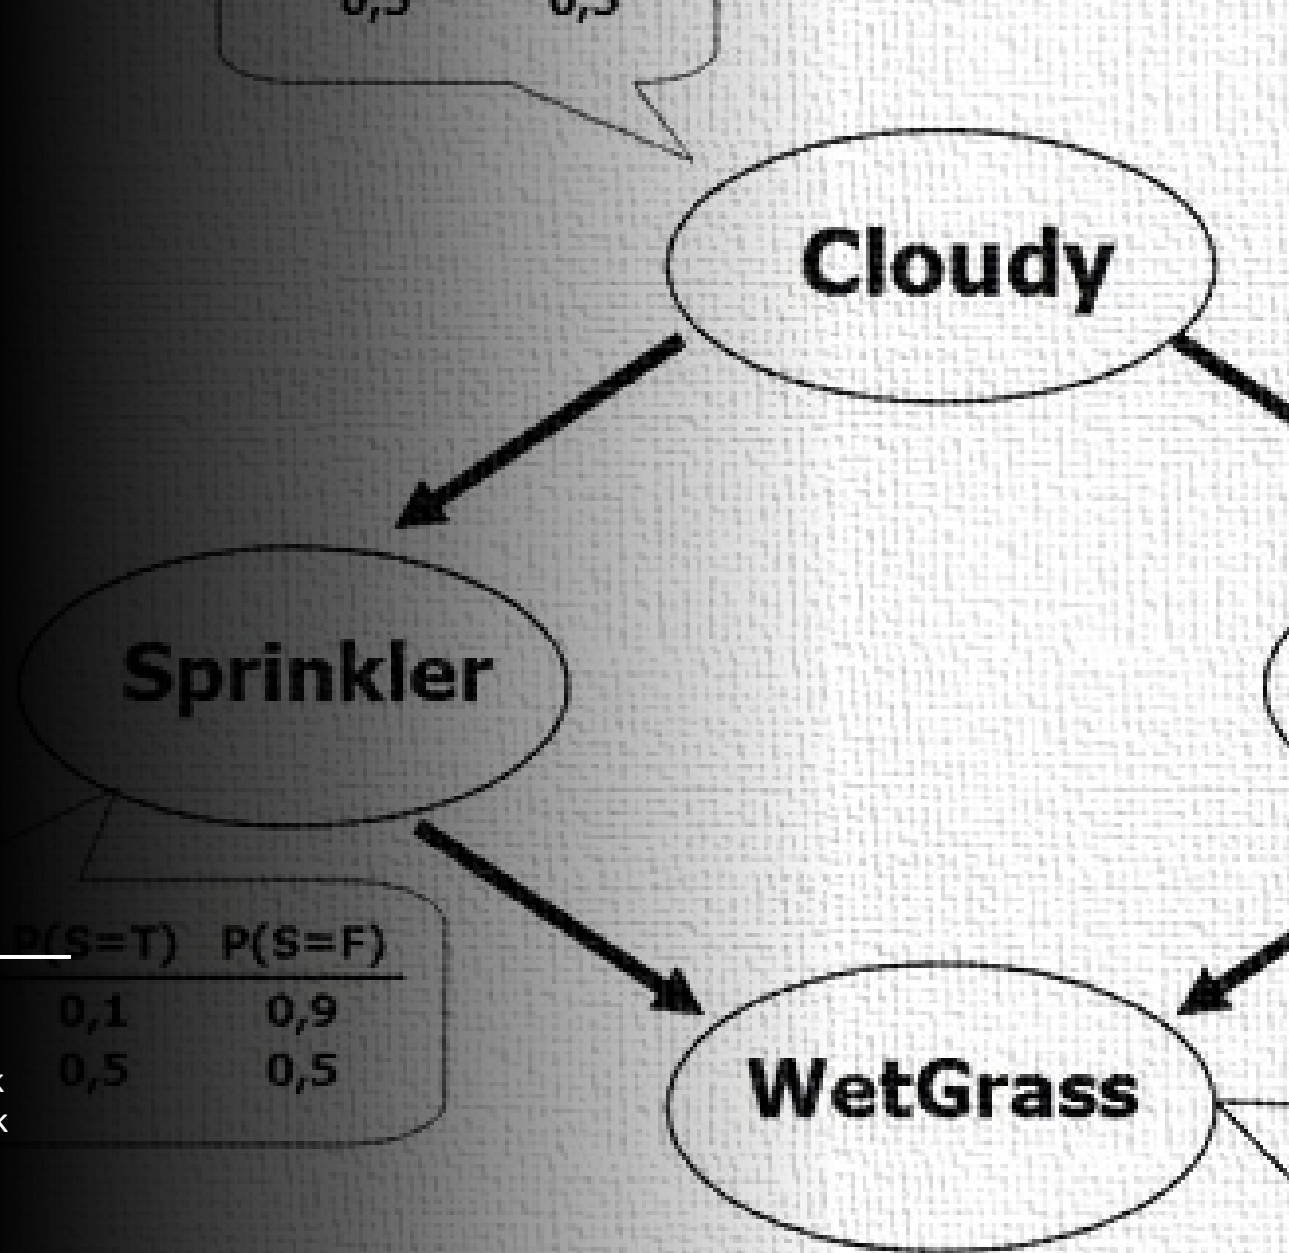 Cloudy
Sprinkler
P(S=T) P(S=F)
0,1 0,9
0,5 0,5
WetGrass
k
k